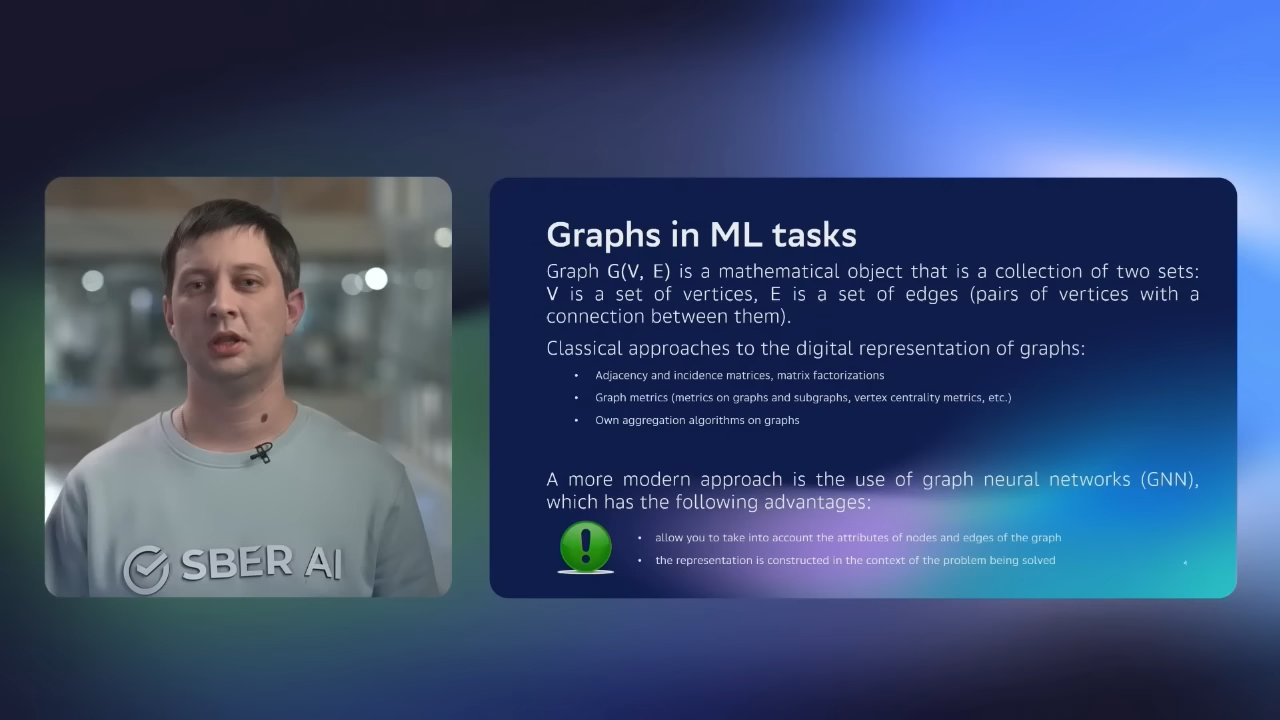 SBER AI
Graphs in ML tasks
Graph G(V, E) is a mathematical object that is a collection of two sets:
V is a set of vertices, E is a set of edges (pairs of vertices with a
connection between them).
Classical approaches to the digital representation of graphs:
• Adjacency and incidence matrices, matrix factorizations
• Graph metrics (metrics on graphs and subgraphs, vertex centrality metrics, etc.)
• Own aggregation algorithms on graphs
A more modern approach is the use of graph neural networks (GNN),
which has the following advantages:
• allow you to take into account the attributes of nodes and edges of the graph
• the representation is constructed in the context of the problem being solved